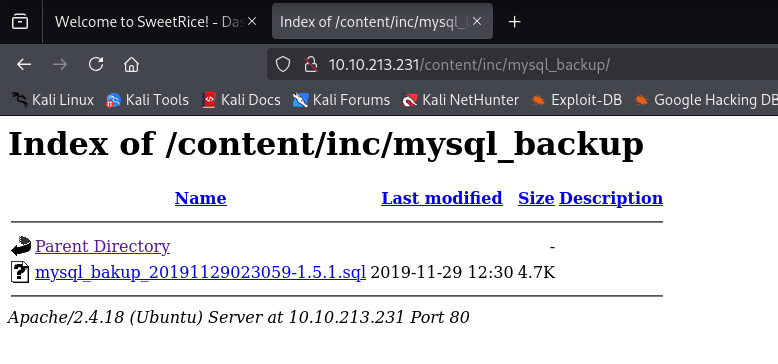 Welcome to SweetRice! - Das
Index of /content/inc/mysql_b
10.10.213.231/content/inc/mysql_backup/
Kali Linux Kali Tools Kali Docs Kali Forums Kali NetHunter Exploit-DB Google Hacking DB
Index of /content/inc/mysql_backup
Name Last modified Size Description
Parent Directory -
mysql_bakup_20191129023059-1.5.1.sql 2019-11-29 12:30 4.7K
Apache/2.4.18 (Ubuntu) Server at 10.10.213.231 Port 80